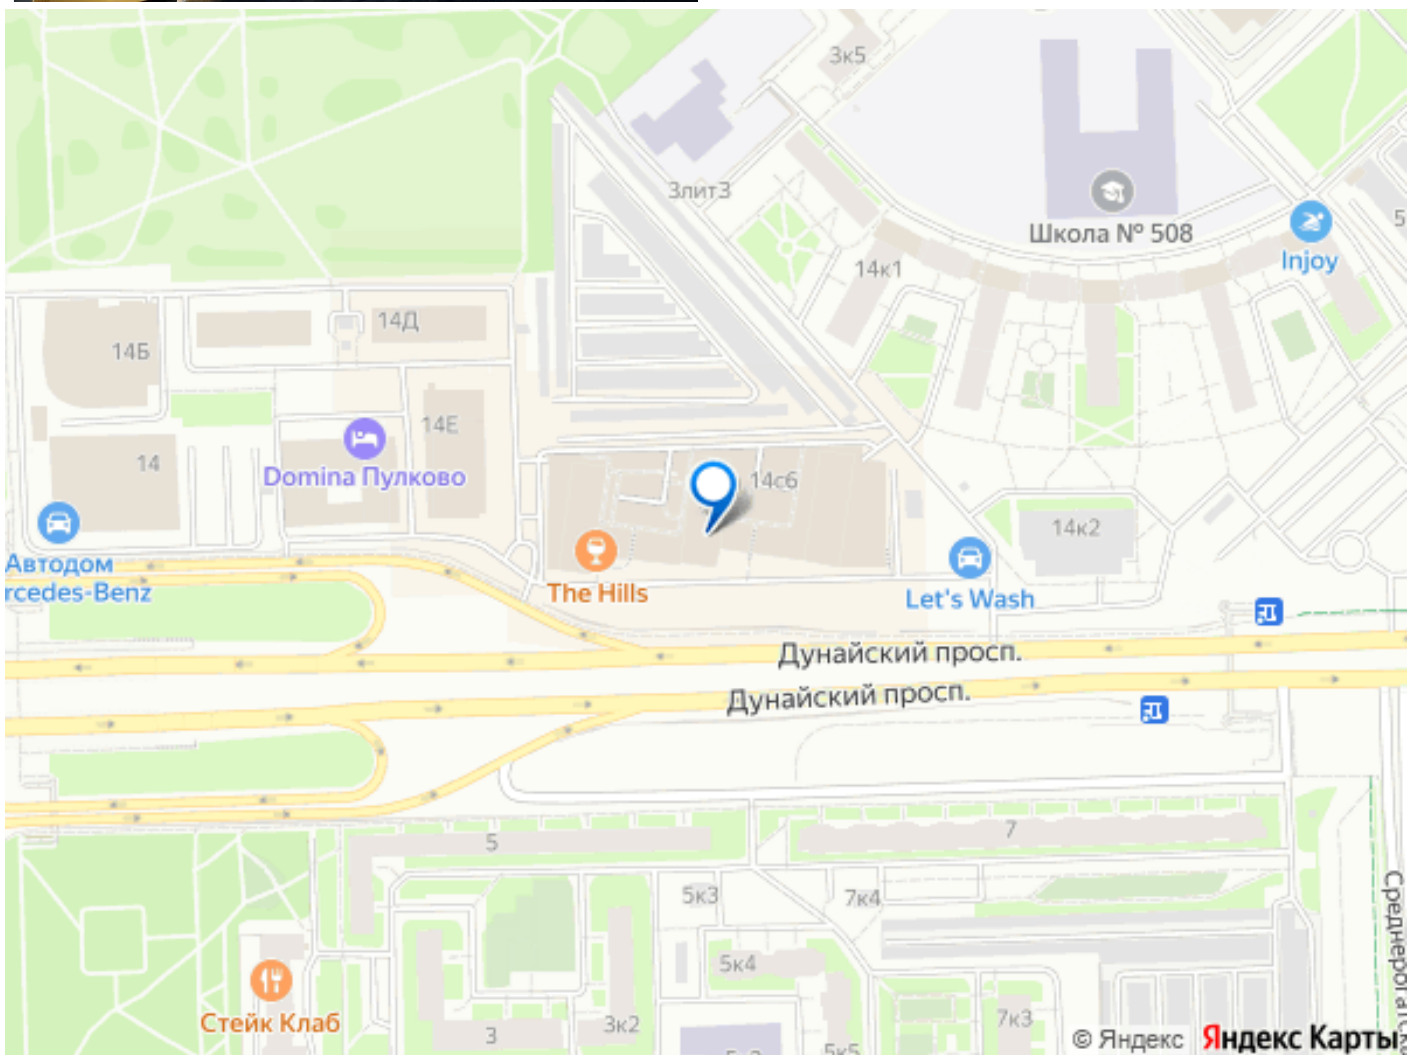 3к5
3лит3
Школа № 508
5
Injoy
14к1
14Д
14Б
14Е
14
Domina Пулково
14с6
14к2
Автодом
rcedes-Benz
The Hills
Let's Wash
Дунайский просп.
Дунайский просп.
5
7
5к3
7к4
5к4
Стейк Клаб
3
3к2
7к3
5к5
© Яндекс Яндекс Карты